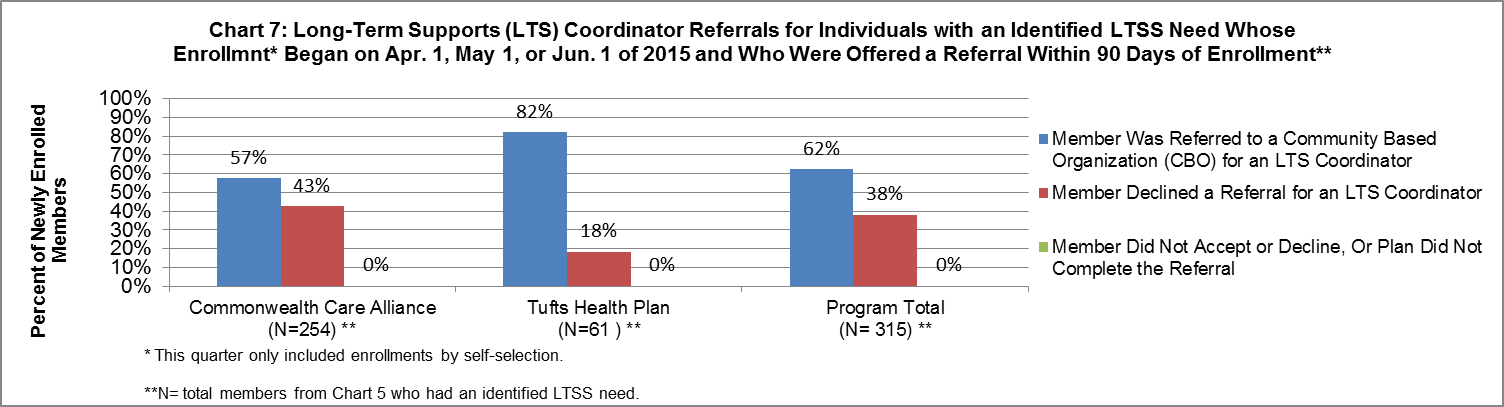 Chart 7: Long-Term Supports (LTS) Coordinator Referrals for Individuals with an Identified LTSS Need Whose
Enrollmnt* Began on Apr. 1, May 1, or Jun. 1 of 2015 and Who Were Offered a Referral Within 90 Days of Enrollment**
Percent of Newly Enrolled
Members
100%
90%
80%
70%
60%
50%
40%
30%
20%
10%
0%
57%
43%
0%
82%
18%
0%
62%
38%
0%
Commonwealth Care Alliance
(N=254) **
Tufts Health Plan
(N=61 ) **
Program Total
(N= 315) **
Member Was Referred to a Community Based
Organization (CBO) for an LTS Coordinator
Member Declined a Referral for an LTS Coordinator
Member Did Not Accept or Decline, Or Plan Did Not
Complete the Referral
* This quarter only included enrollments by self-selection.
**N= total members from Chart 5 who had an identified LTSS need.